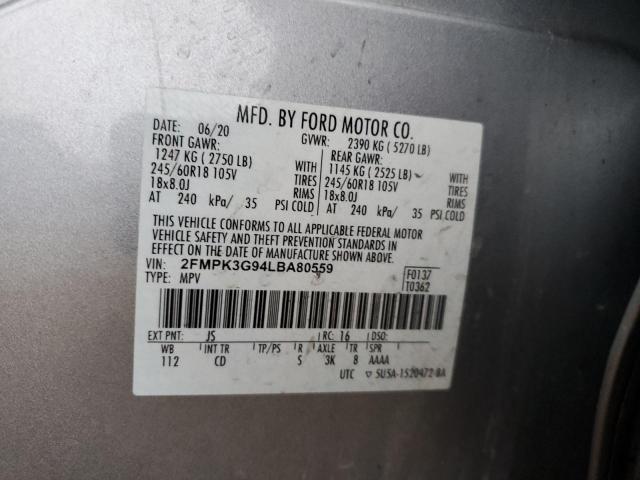 MFD. BY FORD MOTOR CO.
DATE: 06/20 GVWR: 2390 KG ( 5270 LB)
FRONT GAWR: REAR GAWR:
1247 KG ( 2750 LB) WITH 1145 KG ( 2525 LB) WITH
245/60R18 105V TIRES 245/60R18 105V TIRES
18x8.0J RIMS 18x8.0J RIMS
AT 240 kPa/ 35 PSI COLD AT 240 kPa/ 35 PSI COLD
THIS VEHICLE CONFORMS TO ALL APPLICABLE FEDERAL MOTOR
VEHICLE SAFETY AND THEFT PREVENTION STANDARDS IN
EFFECT ON THE DATE OF MANUFACTURE SHOWN ABOVE.
VIN: 2FMPK3G94LBA80559 F0137
TYPE: MPV T0362
EXT PNT: JS RC: 16 DSO:
WB INT TR TP/PS R AXLE TR SPR
112 CD S 3K 8 AAAA
UTC ▽ 5U5A-1520472-BA